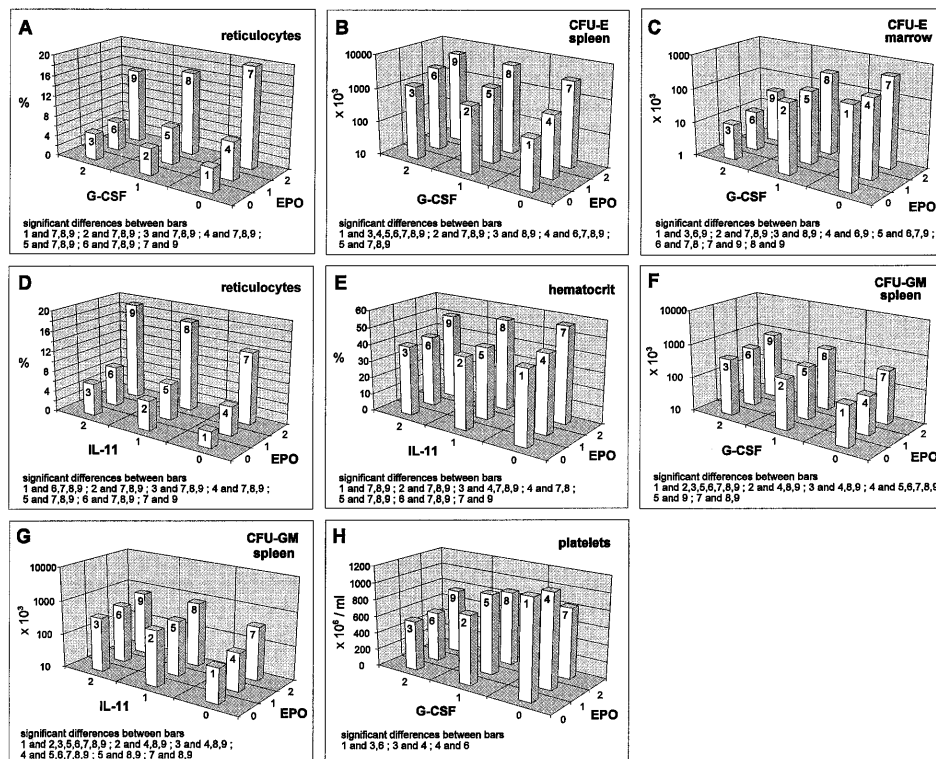 A
reticulocytes
20
16
12
8
4
0
%
1
2
3
4
5
6
7
8
9
2
1
0
G-CSF
0
1
2
EPO
significant differences between bars
1 and 7,8,9 ; 2 and 7,8,9 ; 3 and 7,8,9 ; 4 and 7,8,9 ;
5 and 7,8,9 ; 6 and 7,8,9 ; 7 and 9
B
CFU-E
spleen
10000
1000
100
10
x 10³
1
2
3
4
5
6
7
8
9
2
1
0
G-CSF
0
1
2
EPO
significant differences between bars
1 and 3,4,5,6,7,8,9 ; 2 and 7,8,9 ; 3 and 8,9 ; 4 and 6,7,8,9 ;
5 and 7,8,9
C
CFU-E
marrow
1000
100
10
1
x 10³
1
2
3
4
5
6
7
8
9
2
1
0
G-CSF
0
1
2
EPO
significant differences between bars
1 and 3,6,9 ; 2 and 7,8,9 ;3 and 8,9 ; 4 and 6,9 ; 5 and 6,7,9 ;
6 and 7,8 ; 7 and 9 ; 8 and 9
D
reticulocytes
20
16
12
8
4
0
%
1
2
3
4
5
6
7
8
9
2
1
0
IL-11
0
1
2
EPO
significant differences between bars
1 and 6,7,8,9 ; 2 and 7,8,9 ; 3 and 7,8,9 ; 4 and 7,8,9 ;
5 and 7,8,9 ; 6 and 7,8,9 ; 7 and 9
E
hematocrit
60
50
40
30
20
10
0
%
1
2
3
4
5
6
7
8
9
2
1
0
IL-11
0
1
2
EPO
significant differences between bars
1 and 7,8,9 ; 2 and 7,8,9 ; 3 and 4,7,8,9 ; 4 and 7,8 ;
5 and 7,8,9 ; 6 and 7,8,9 ; 7 and 9
F
CFU-GM
spleen
10000
1000
100
10
x 10³
1
2
3
4
5
6
7
8
9
2
1
0
G-CSF
0
1
2
EPO
significant differences between bars
1 and 2,3,5,6,7,8,9 ; 2 and 4,8,9 ; 3 and 4,8,9 ; 4 and 5,6,7,8,9
5 and 9 ; 7 and 8,9
G
CFU-GM
spleen
10000
1000
100
10
x 10³
1
2
3
4
5
6
7
8
9
2
1
0
IL-11
0
1
2
EPO
significant differences between bars
1 and 2,3,5,6,7,8,9 ; 2 and 4,8,9 ; 3 and 4,8,9 ;
4 and 5,6,7,8,9 ; 5 and 8,9 ; 7 and 8,9
H
platelets
1200
1000
800
600
400
200
0
x 10⁶ / ml
1
2
3
4
5
6
7
8
9
2
1
0
G-CSF
0
1
2
EPO
significant differences between bars
1 and 3,6 ; 3 and 4 ; 4 and 6